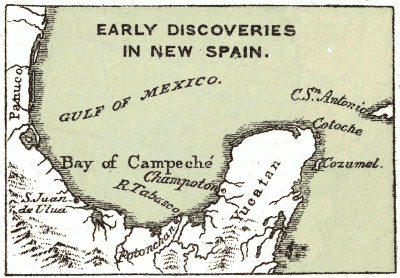 EARLY DISCOVERIES
IN NEW SPAIN.
GULF OF MEXICO.
Panuco
C. Sn. Antonio
Cotoche
Bay of Campeché
Cozumel.
Champoton
R. Tabasco
Yucatan
S. Juan
de Ulua
Potonchan